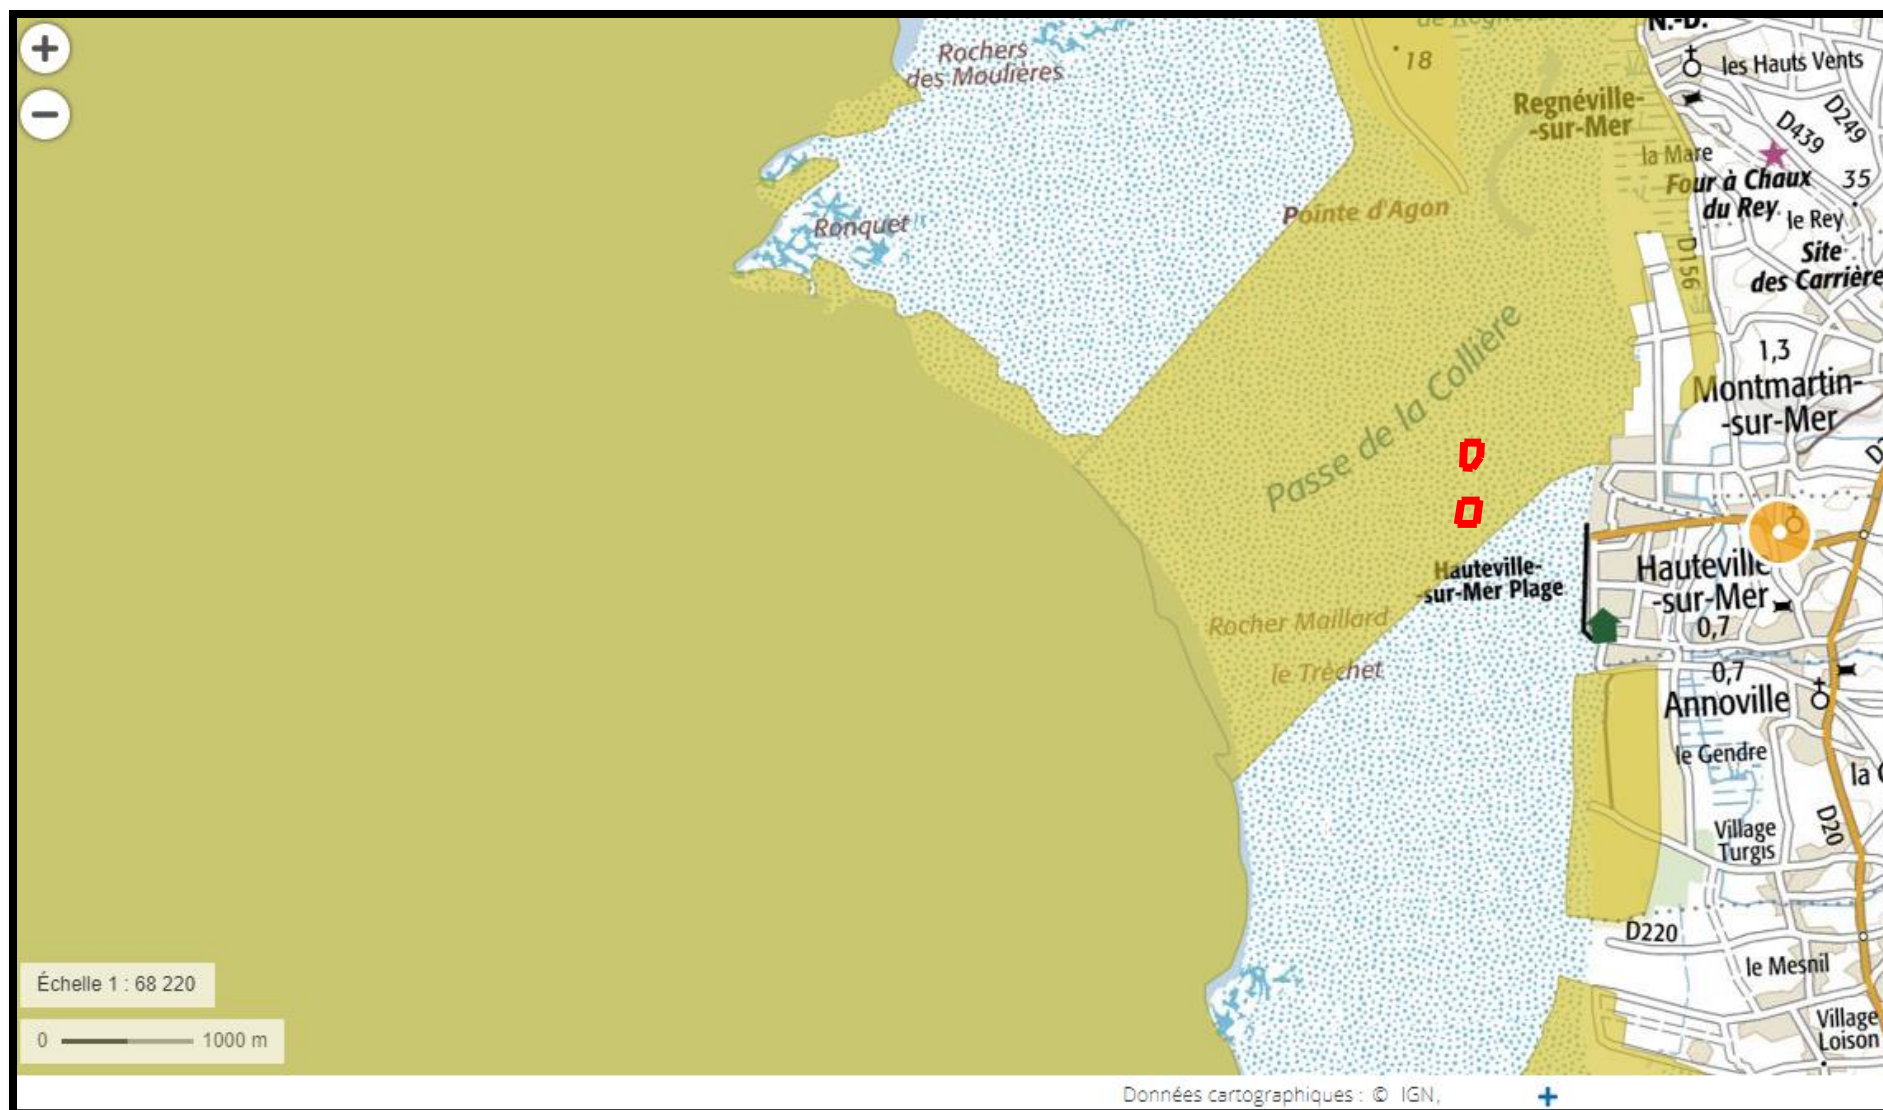 N.-D.
Rochers
des Moulières
18
les Hauts Vents
Regnéville-
-sur-Mer
D249
D439
la Mare
Four à Chaux
du Rey
35
le Rey
Pointe d'Agon
Ronquet
D156
Site
des Carrière
Passe de la Collière
1,3
Montmartin-
-sur-Mer
Hauteville-
-sur-Mer Plage
Hauteville
-sur-Mer
0,7
Rocher Maillard
le Tréchet
0,7
Annoville
le Gendre
la
Village
Turgis
D20
D220
le Mesnil
Échelle 1 : 68 220
0 1000 m
Village
Loison
Données cartographiques : © IGN,